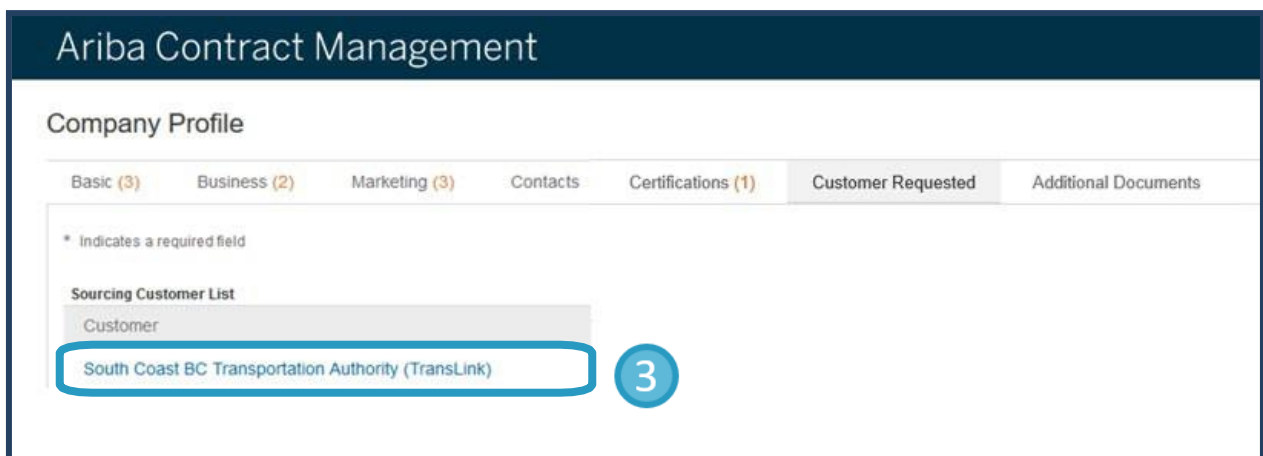 Ariba Contract Management
Company Profile
Basic (3) Business (2) Marketing (3) Contacts Certifications (1) Customer Requested Additional Documents
* Indicates a required field
Sourcing Customer List
Customer
South Coast BC Transportation Authority (TransLink)
3